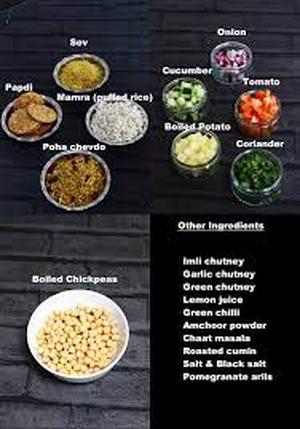 Sev
Papdi
Mamra (puffed rice)
Poha chevdo
Onion
Cucumber
Tomato
Boiled Potato
Coriander
Boiled Chickpeas
Other Ingredients
Imli chutney
Garlic chutney
Green chutney
Lemon juice
Green chilli
Amchoor powder
Chaat masala
Roasted cumin
Salt & Black salt
Pomegranate arils